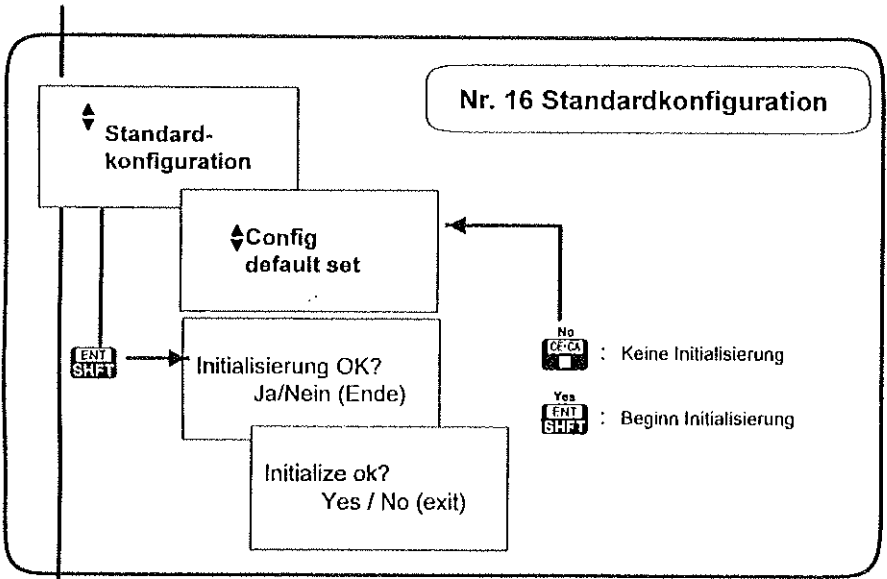 Nr. 16 Standardkonfiguration
Standard-
konfiguration
Config
default set
ENT
SHFT
Initialisierung OK?
Ja/Nein (Ende)
Initialize ok?
Yes / No (exit)
No
CE·CA
: Keine Initialisierung
Yes
ENT
SHFT
: Beginn Initialisierung